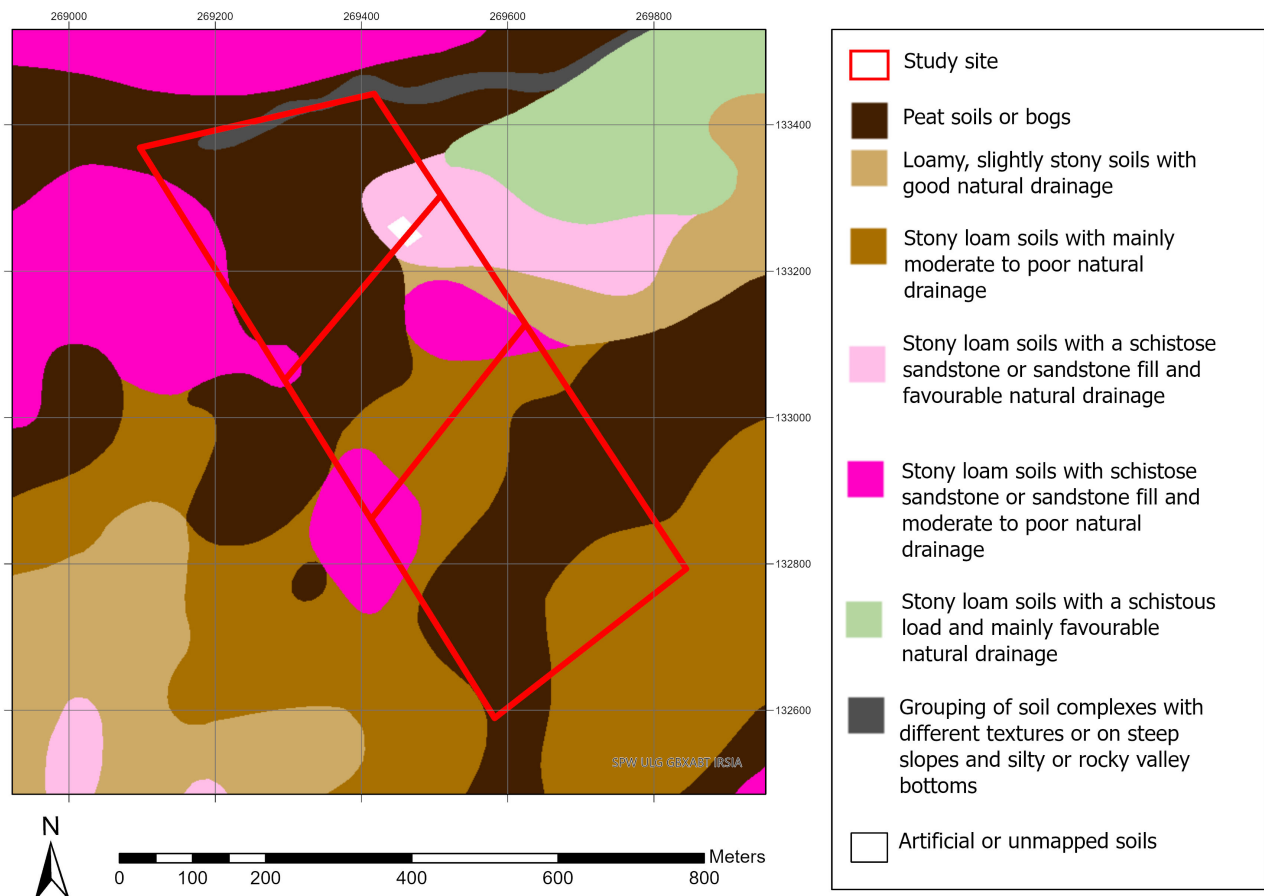 269000 269200 269400 269600 269800
133400
133200
133000
132800
132600
SPW ULG GBXABT IRSIA
N
Meters
0 100 200 400 600 800
Study site
Peat soils or bogs
Loamy, slightly stony soils with
good natural drainage
Stony loam soils with mainly
moderate to poor natural
drainage
Stony loam soils with a schistose
sandstone or sandstone fill and
favourable natural drainage
Stony loam soils with schistose
sandstone or sandstone fill and
moderate to poor natural
drainage
Stony loam soils with a schistous
load and mainly favourable
natural drainage
Grouping of soil complexes with
different textures or on steep
slopes and silty or rocky valley
bottoms
Artificial or unmapped soils